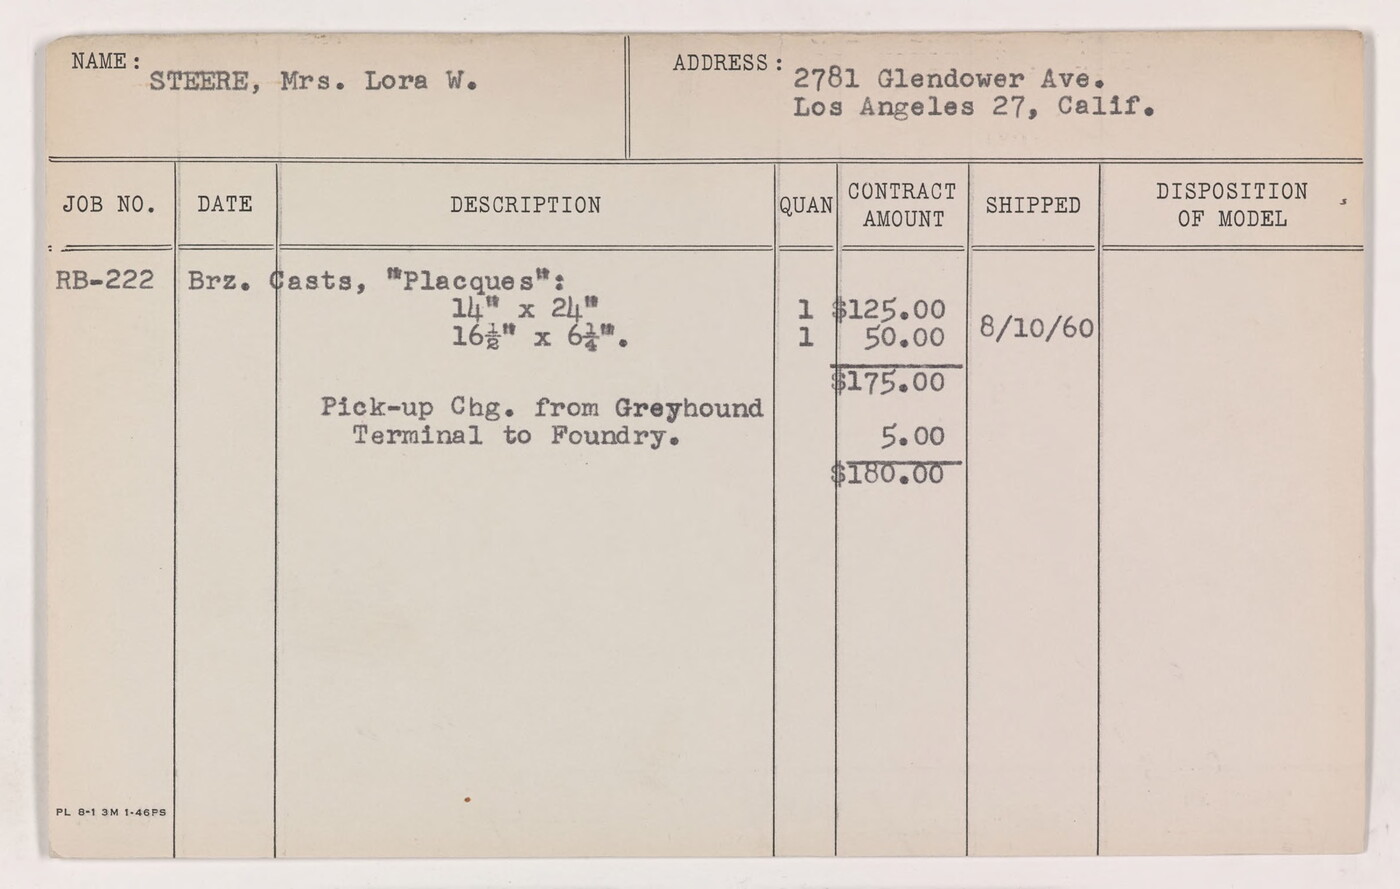 NAME: STEERE, Mrs. Lora W.
ADDRESS: 2781 Glendower Ave.
Los Angeles 27, Calif.
JOB NO. DATE DESCRIPTION QUAN CONTRACT AMOUNT SHIPPED DISPOSITION OF MODEL
RB-222 Brz. Casts, "Placques":
14" x 24" 1 $125.00
16½" x 6¼". 1 50.00 8/10/60
$175.00
Pick-up Chg. from Greyhound
Terminal to Foundry. 5.00
$180.00
PL 8-1 3M 1-46PS